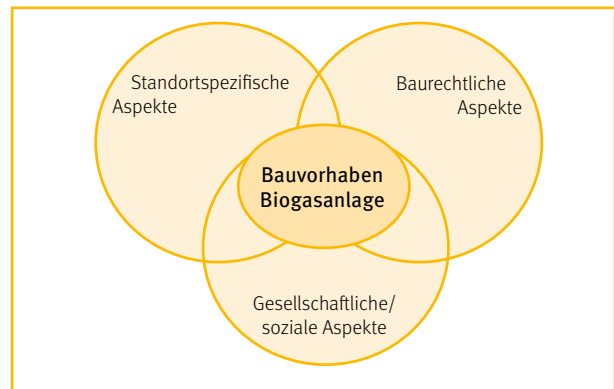 Standortspezifische
Aspekte
Baurechtliche
Aspekte
Bauvorhaben
Biogasanlage
Gesellschaftliche/
soziale Aspekte